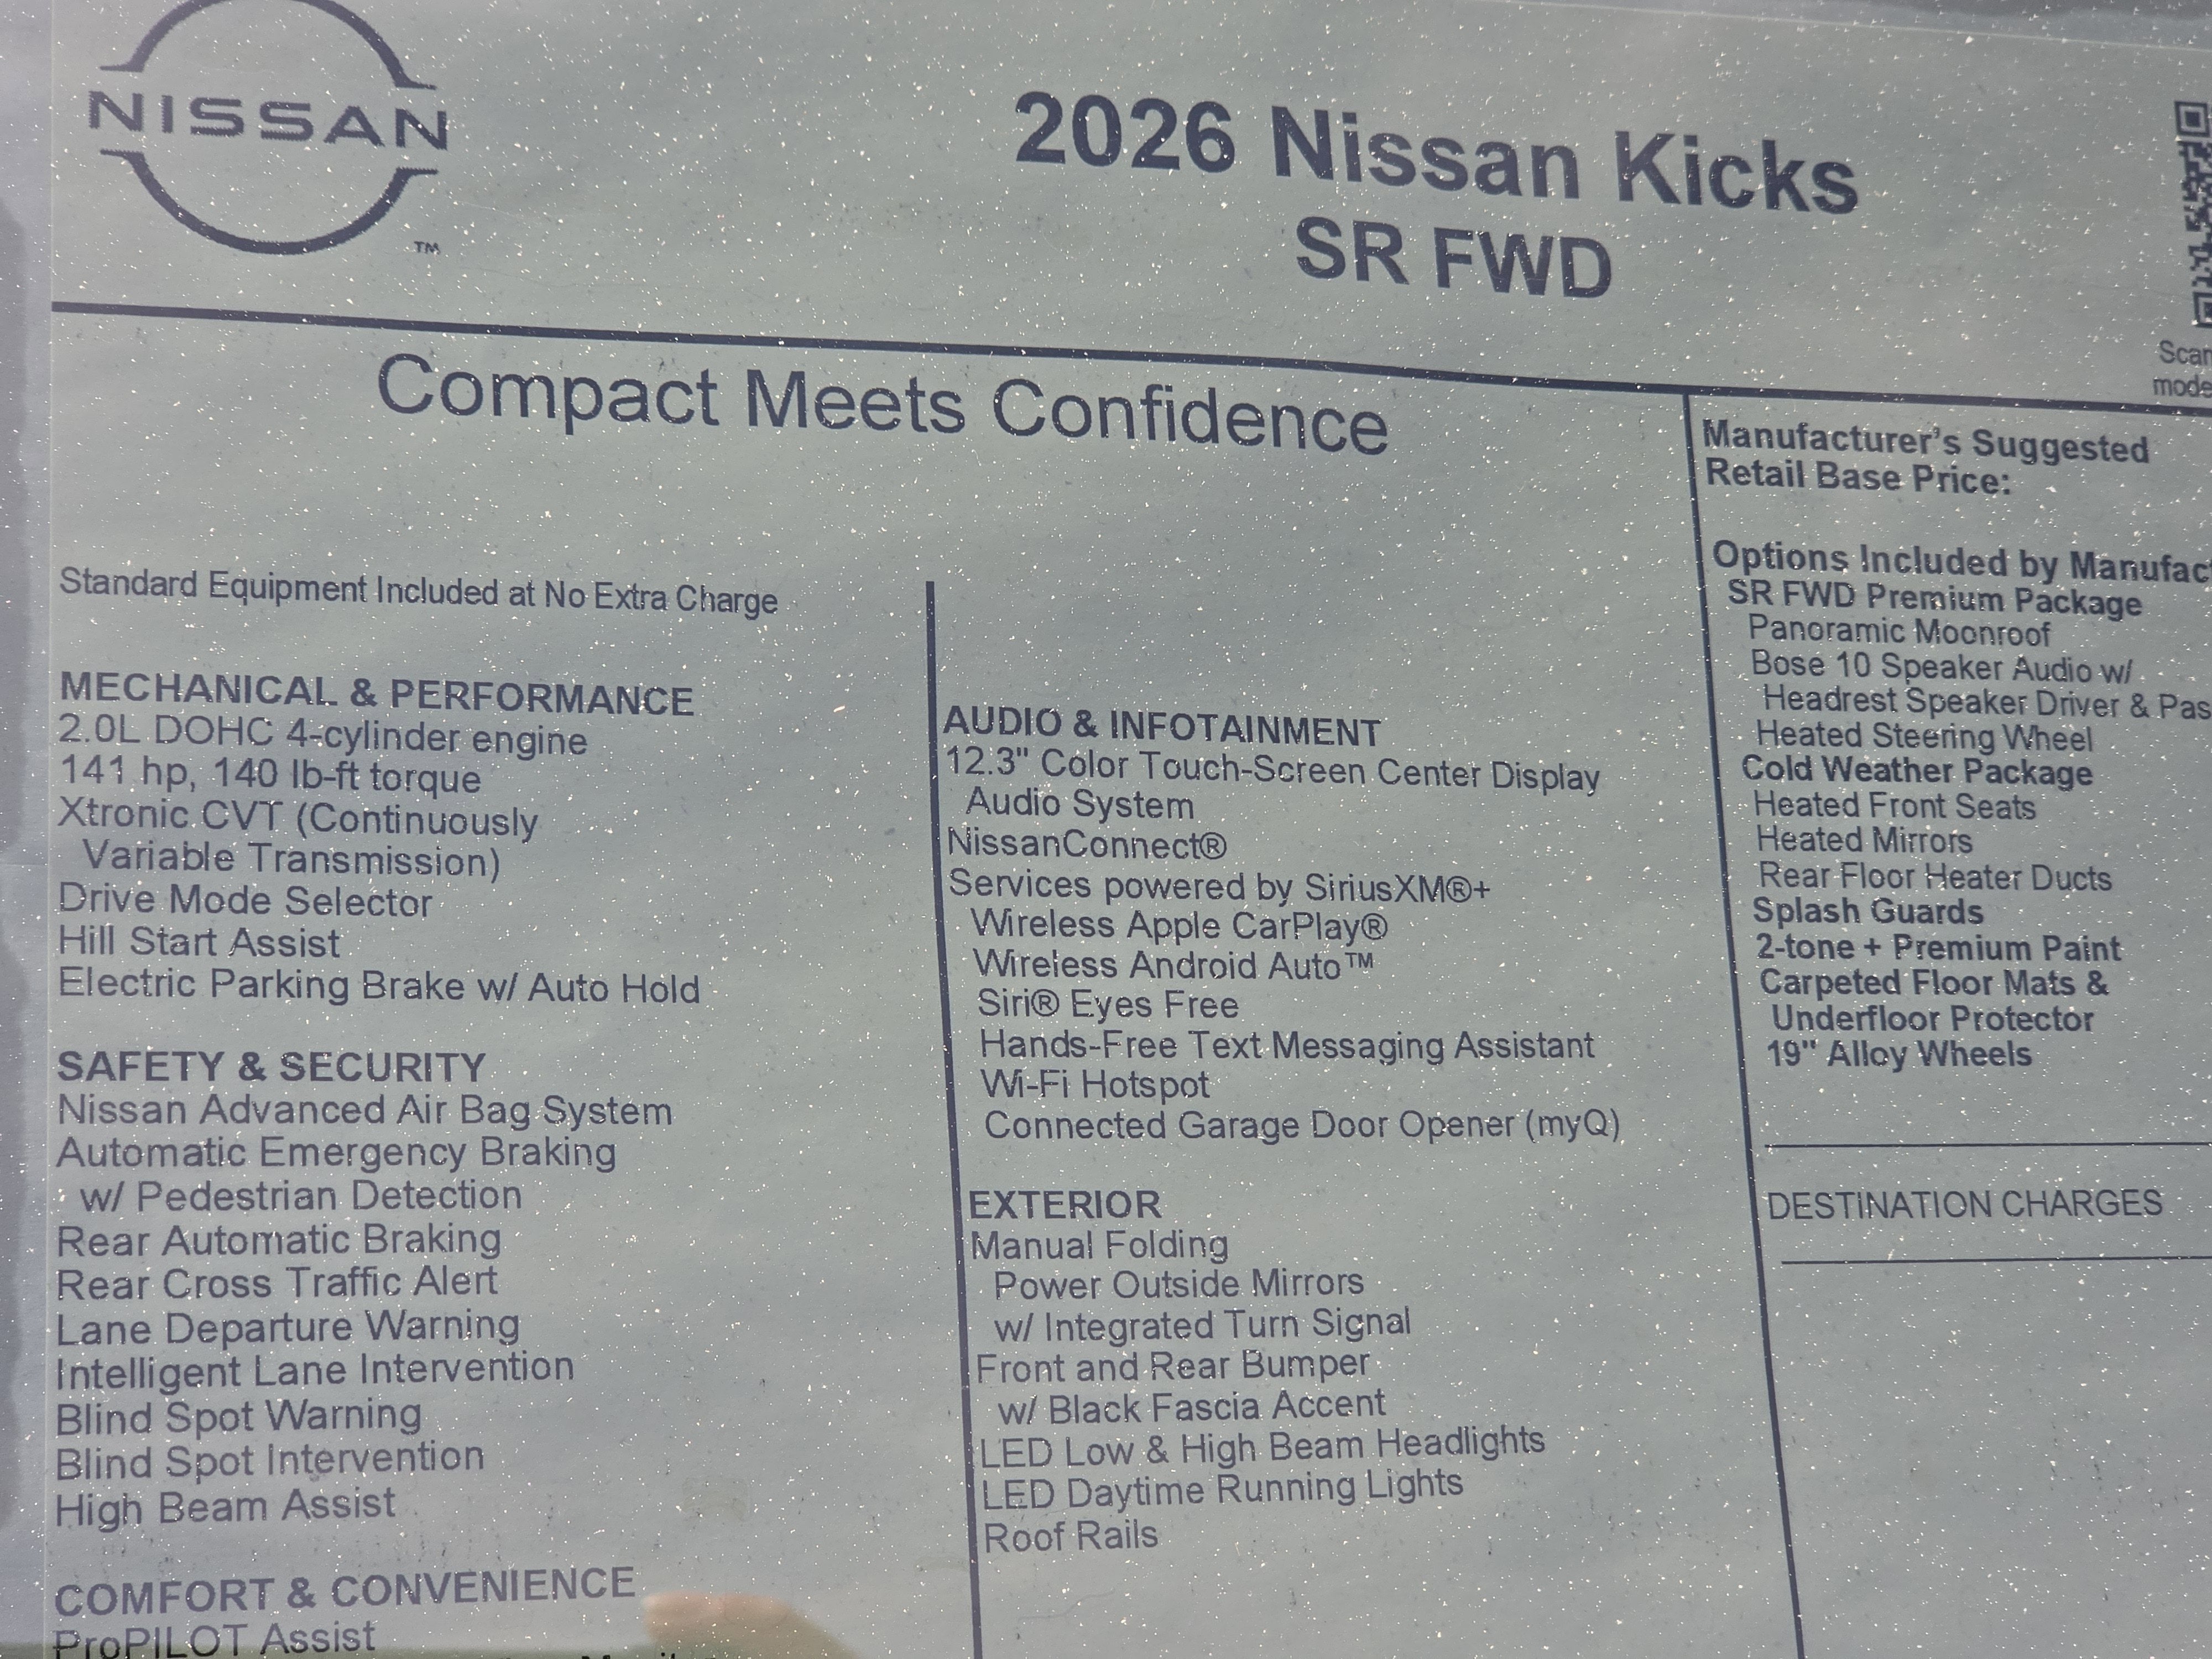 NISSAN
TM
2026 Nissan Kicks
SR FWD
Compact Meets Confidence
Standard Equipment Included at No Extra Charge
MECHANICAL & PERFORMANCE
2.0L DOHC 4-cylinder engine
141 hp, 140 lb-ft torque
Xtronic CVT (Continuously
Variable Transmission)
Drive Mode Selector
Hill Start Assist
Electric Parking Brake w/ Auto Hold
SAFETY & SECURITY
Nissan Advanced Air Bag System
Automatic Emergency Braking
w/ Pedestrian Detection
Rear Automatic Braking
Rear Cross Traffic Alert
Lane Departure Warning
Intelligent Lane Intervention
Blind Spot Warning
Blind Spot Intervention
High Beam Assist
COMFORT & CONVENIENCE
ProPILOT Assist
AUDIO & INFOTAINMENT
12.3" Color Touch-Screen Center Display
Audio System
NissanConnect®
Services powered by SiriusXM®+
Wireless Apple CarPlay®
Wireless Android Auto™
Siri® Eyes Free
Hands-Free Text Messaging Assistant
Wi-Fi Hotspot
Connected Garage Door Opener (myQ)
EXTERIOR
Manual Folding
Power Outside Mirrors
w/ Integrated Turn Signal
Front and Rear Bumper
w/ Black Fascia Accent
LED Low & High Beam Headlights
LED Daytime Running Lights
Roof Rails
Scan
mode
Manufacturer's Suggested
Retail Base Price:
Options Included by Manufac
SR FWD Premium Package
Panoramic Moonroof
Bose 10 Speaker Audio w/
Headrest Speaker Driver & Pas
Heated Steering Wheel
Cold Weather Package
Heated Front Seats
Heated Mirrors
Rear Floor Heater Ducts
Splash Guards
2-tone + Premium Paint
Carpeted Floor Mats &
Underfloor Protector
19" Alloy Wheels
DESTINATION CHARGES